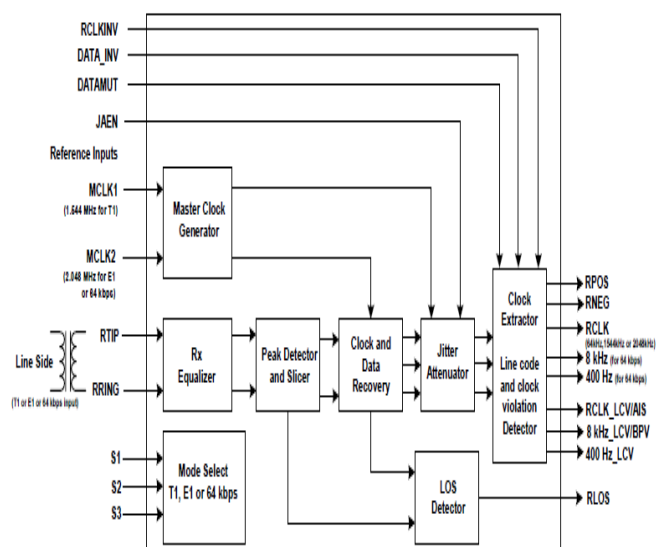 RCLKINV
DATA_INV
DATAMUT
JAEN
Reference Inputs
MCLK1
(1.544 MHz for T1)
MCLK2
(2.048 MHz for E1
or 64 kbps)
Master Clock
Generator
Line Side
(T1 or E1 or 64 kbps input)
RTIP
RRING
Rx
Equalizer
Peak Detector
and Slicer
Clock and
Data
Recovery
Jitter
Attenuator
Clock
Extractor
Line code
and clock
violation
Detector
RPOS
RNEG
RCLK
(64kHz,1544kHz or 2048kHz)
8 kHz (for 64 kbps)
400 Hz (for 64 kbps)
RCLK_LCV/AIS
8 kHz_LCV/BPV
400 Hz_LCV
S1
S2
S3
Mode Select
T1, E1 or 64 kbps
LOS
Detector
RLOS